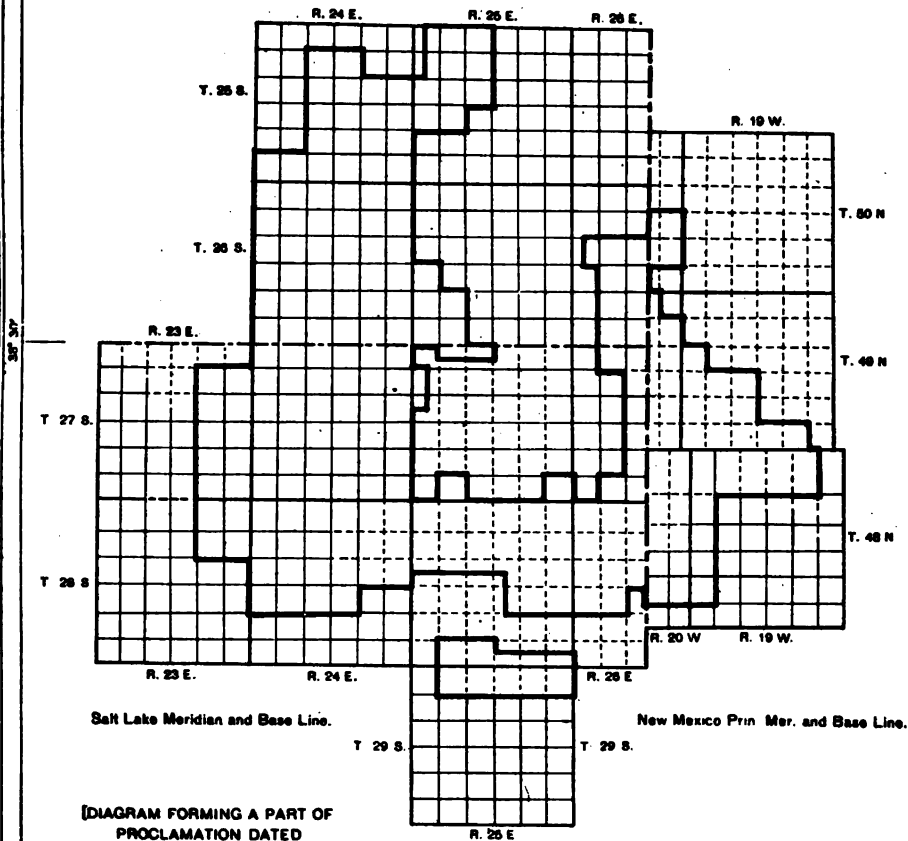 R. 24 E. R. 25 E. R. 26 E.
T. 25 S.
R. 19 W.
T. 50 N
T. 26 S.
38° 30'
R. 23 E.
T. 49 N
T 27 S.
T. 48 N
T 28 S
R. 20 W R. 19 W.
R. 23 E. R. 24 E. R. 26 E
Salt Lake Meridian and Base Line. New Mexico Prin Mer. and Base Line.
T 29 S. T 29 S.
[DIAGRAM FORMING A PART OF
PROCLAMATION DATED
R. 25 E